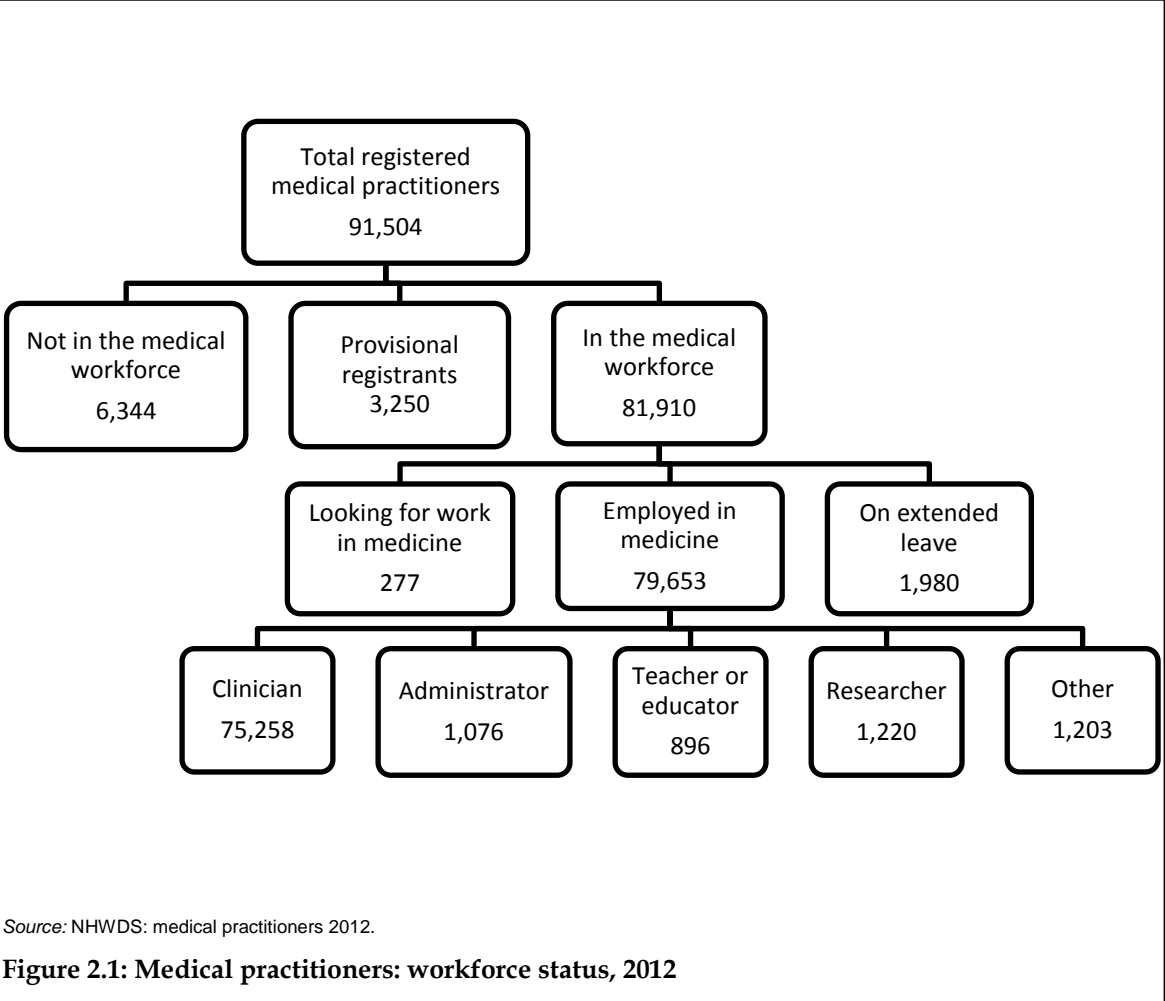 Total registered
medical practitioners
91,504
Not in the medical
workforce
6,344
Provisional
registrants
3,250
In the medical
workforce
81,910
Looking for work
in medicine
277
Employed in
medicine
79,653
On extended
leave
1,980
Clinician
75,258
Administrator
1,076
Teacher or
educator
896
Researcher
1,220
Other
1,203
Source: NHWDS: medical practitioners 2012.
Figure 2.1: Medical practitioners: workforce status, 2012